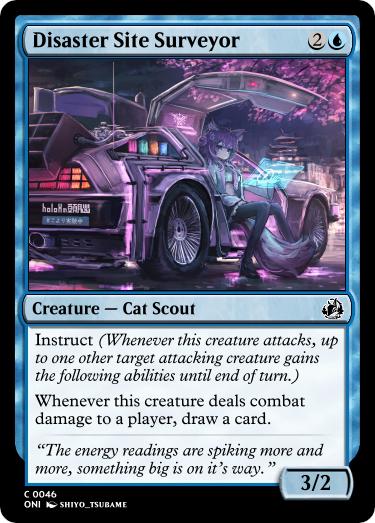 Disaster Site Surveyor 2
Creature — Cat Scout
Instruct (Whenever this creature attacks, up
to one other target attacking creature gains
the following abilities until end of turn.)
Whenever this creature deals combat
damage to a player, draw a card.
“The energy readings are spiking more and
more, something big is on it’s way.”
3/2
C 0046
ONI SHIYO_TSUBAME